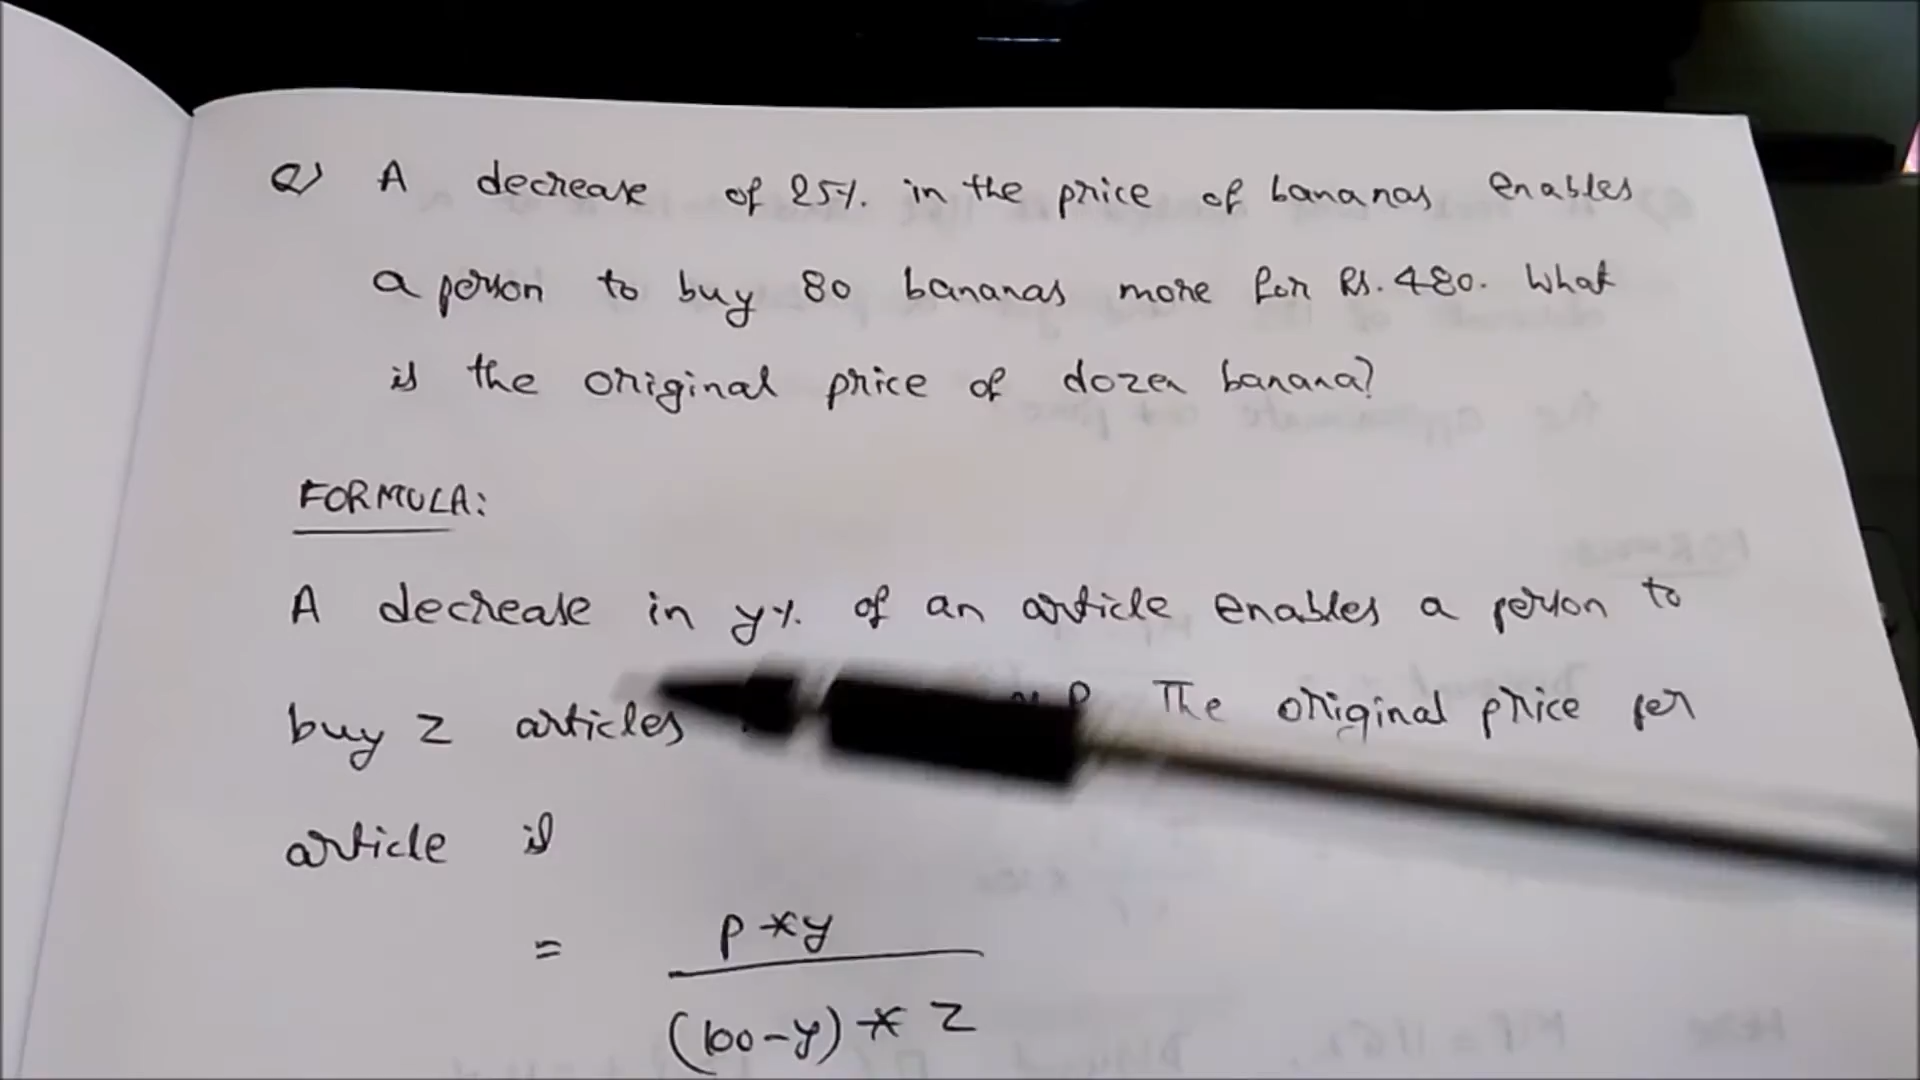 Q) A decrease of 25%. in the price of bananas enables
a person to buy 80 bananas more for Rs. 480. What
is the original price of dozen banana?
FORMULA:
A decrease in y%. of an article enables a person to
buy z articles P. The original price per
article is
= P*y
(100-y) * z